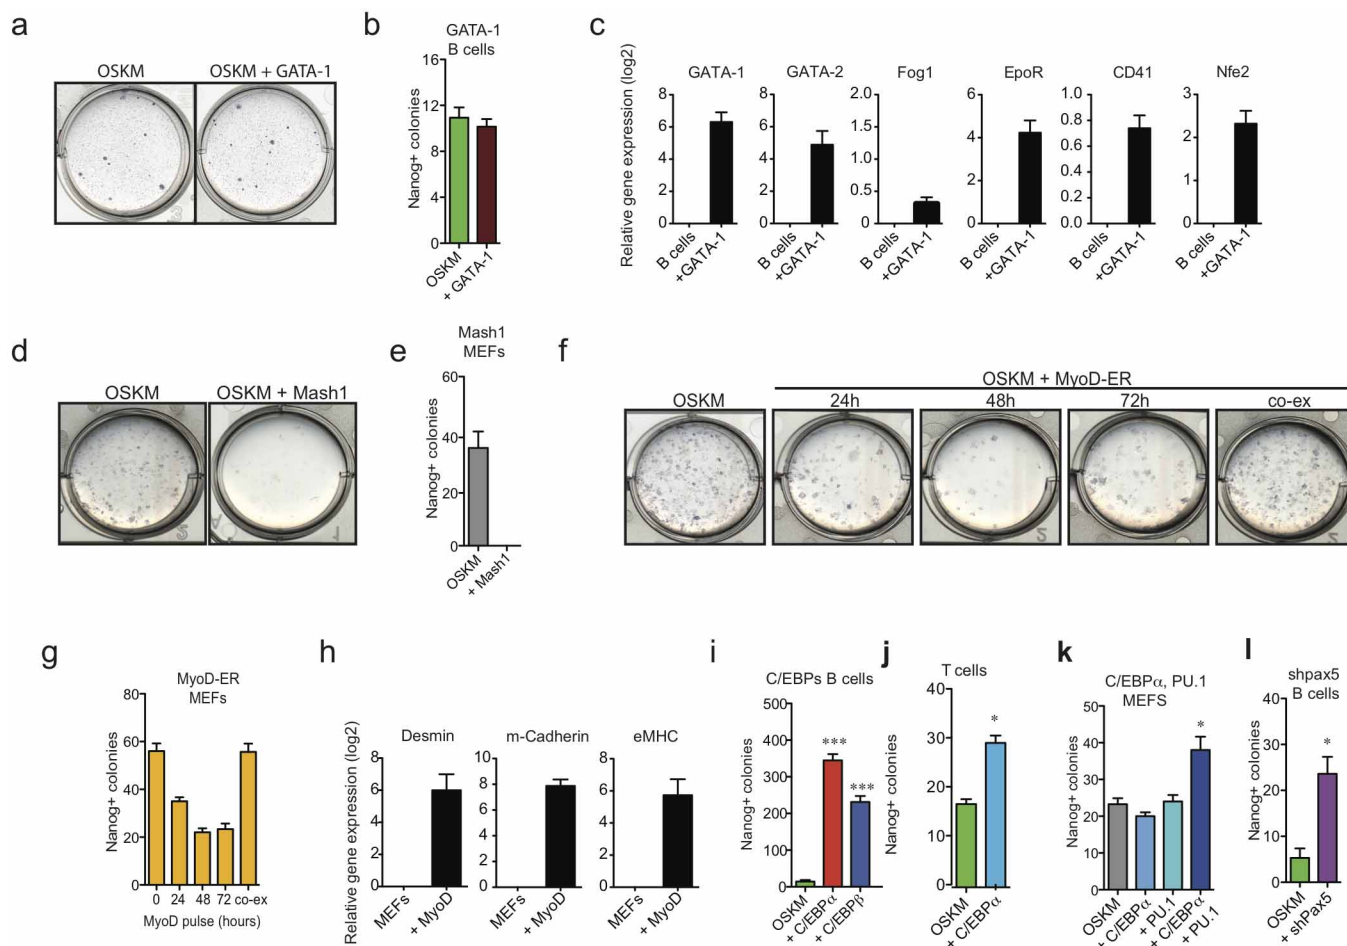 a
OSKM
OSKM + GATA-1
b
GATA-1
B cells
Nanog+ colonies
16
12
8
4
0
OSKM
+ GATA-1
c
Relative gene expression (log2)
GATA-1
8
6
4
2
0
B cells
+GATA-1
GATA-2
8
6
4
2
0
B cells
+GATA-1
Fog1
2.0
1.5
1.0
0.5
0.0
B cells
+GATA-1
EpoR
6
4
2
0
B cells
+GATA-1
CD41
1.0
0.8
0.6
0.4
0.2
0.0
B cells
+GATA-1
Nfe2
3
2
1
0
B cells
+GATA-1
d
OSKM
OSKM + Mash1
e
Mash1
MEFs
Nanog+ colonies
60
40
20
0
OSKM
+ Mash1
f
OSKM + MyoD-ER
OSKM
24h
48h
72h
co-ex
g
MyoD-ER
MEFs
Nanog+ colonies
80
60
40
20
0
0 24 48 72 co-ex
MyoD pulse (hours)
h
Relative gene expression (log2)
Desmin
8
6
4
2
0
MEFs
+ MyoD
m-Cadherin
10
8
6
4
2
0
MEFs
+ MyoD
eMHC
8
6
4
2
0
MEFs
+ MyoD
i
C/EBPs B cells
Nanog+ colonies
500
400
300
200
100
0
***
***
OSKM
+ C/EBPα
+ C/EBPβ
j
T cells
Nanog+ colonies
40
30
20
10
0
*
OSKM
+ C/EBPα
k
C/EBPα, PU.1
MEFS
Nanog+ colonies
50
40
30
20
10
0
*
OSKM
+ C/EBPα
+ PU.1
+ C/EBPα
+ PU.1
l
shpax5
B cells
Nanog+ colonies
40
30
20
10
0
*
OSKM
+ shPax5